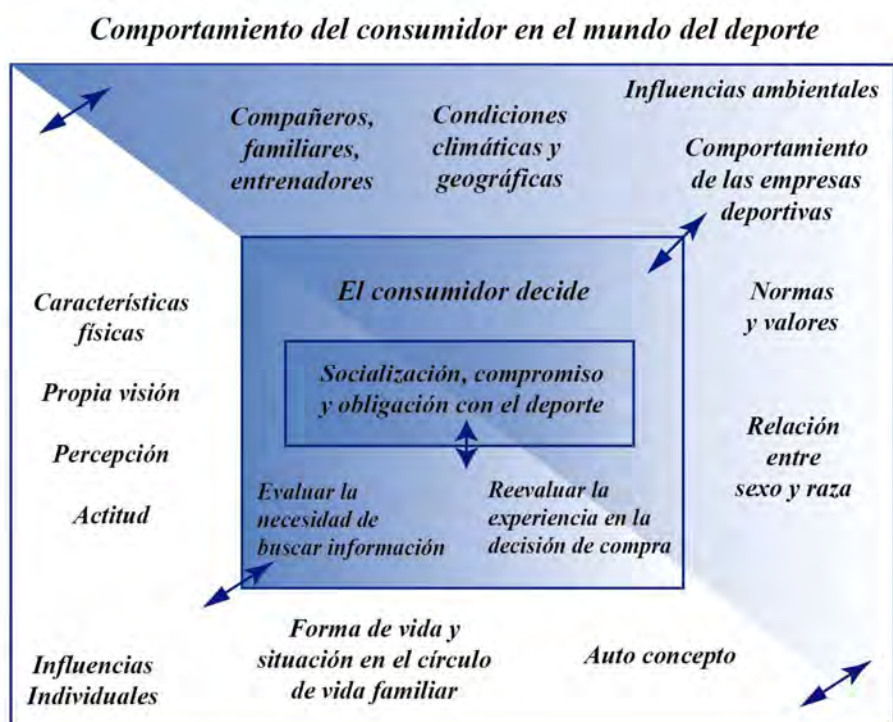 Comportamiento del consumidor en el mundo del deporte
Influencias ambientales
Compañeros,
familiares,
entrenadores
Condiciones
climáticas y
geográficas
Comportamiento
de las empresas
deportivas
Características
físicas
Propia visión
Percepción
Actitud
El consumidor decide
Socialización, compromiso
y obligación con el deporte
Evaluar la
necesidad de
buscar información
Reevaluar la
experiencia en la
decisión de compra
Normas
y valores
Relación
entre
sexo y raza
Influencias
Individuales
Forma de vida y
situación en el círculo
de vida familiar
Auto concepto